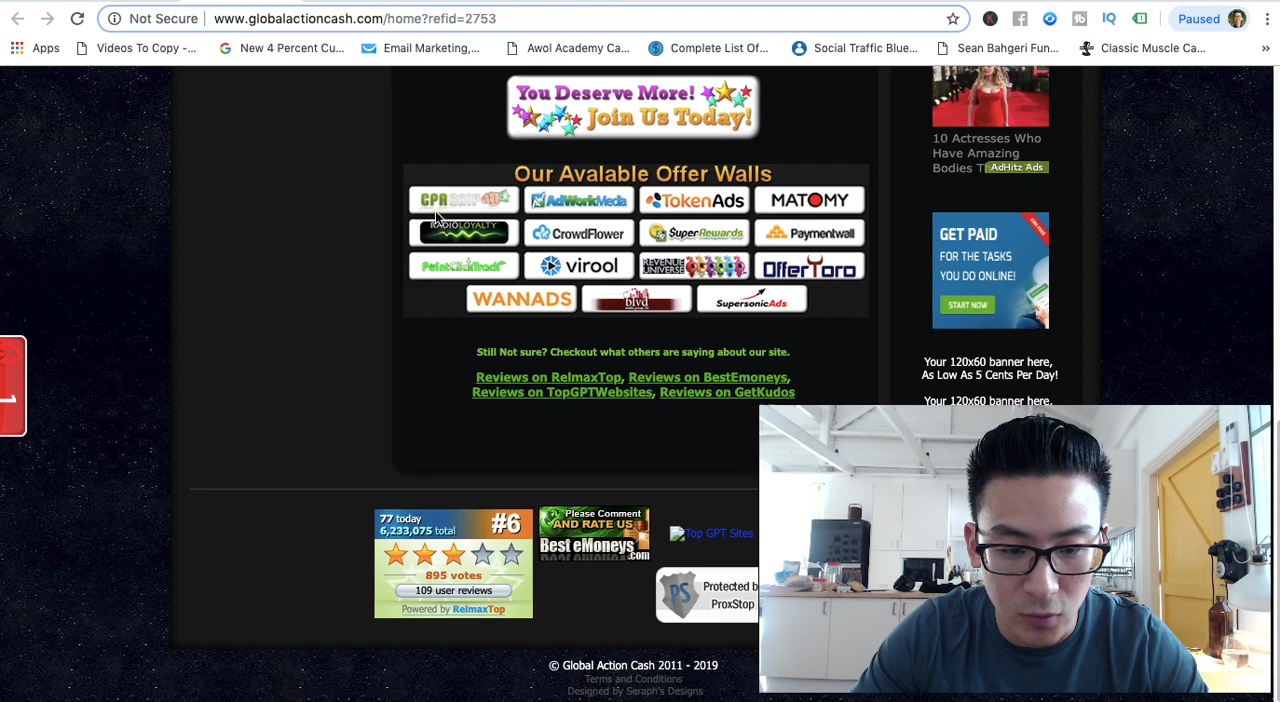 Not Secure | www.globalactioncash.com/home?refid=2753
Paused
Apps Videos To Copy -... New 4 Percent Cu... Email Marketing,... Awol Academy Ca... Complete List Of... Social Traffic Blue... Sean Bahgeri Fun... Classic Muscle Ca... »
You Deserve More!
Join Us Today!
Our Avalable Offer Walls
CPAGRIP AdWorkMedia TokenAds MATOMY
RADIOLOYALTY CrowdFlower SuperRewards Paymentwall
PointClickTrack virool REVENUE UNIVERSE OfferToro
WANNADS blvd SupersonicAds
Still Not sure? Checkout what others are saying about our site.
Reviews on RelmaxTop, Reviews on BestEmoneys,
Reviews on TopGPTWebsites, Reviews on GetKudos
10 Actresses Who
Have Amazing
Bodies T
AdHitz Ads
GET PAID
FOR THE TASKS
YOU DO ONLINE!
START NOW
Your 120x60 banner here,
As Low As 5 Cents Per Day!
Your 120x60 banner here,
77 today
6,233,075 total
#6
895 votes
109 user reviews
Powered by RelmaxTop
Please Comment
AND RATE US
Best eMoneys
.com
Top GPT Sites
PS
Protected b
ProxStop
© Global Action Cash 2011 - 2019
Terms and Conditions
Designed by Seraph's Designs